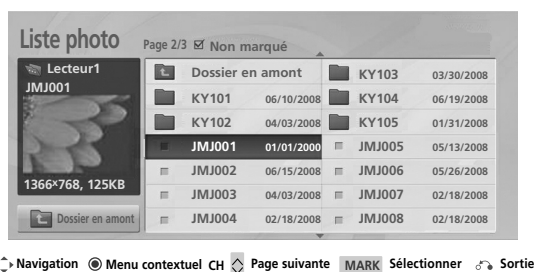 Liste photo
Page 2/3 Non marqué
Lecteur1
JMJ001
1366×768, 125KB
Dossier en amont
Dossier en amont
KY101 06/10/2008
KY102 04/03/2008
JMJ001 01/01/2000
JMJ002 06/15/2008
JMJ003 04/03/2008
JMJ004 02/18/2008
KY103 03/30/2008
KY104 06/19/2008
KY105 01/31/2008
JMJ005 05/13/2008
JMJ006 05/26/2008
JMJ007 02/18/2008
JMJ008 02/18/2008
Navigation Menu contextuel CH Page suivante MARK Sélectionner Sortie